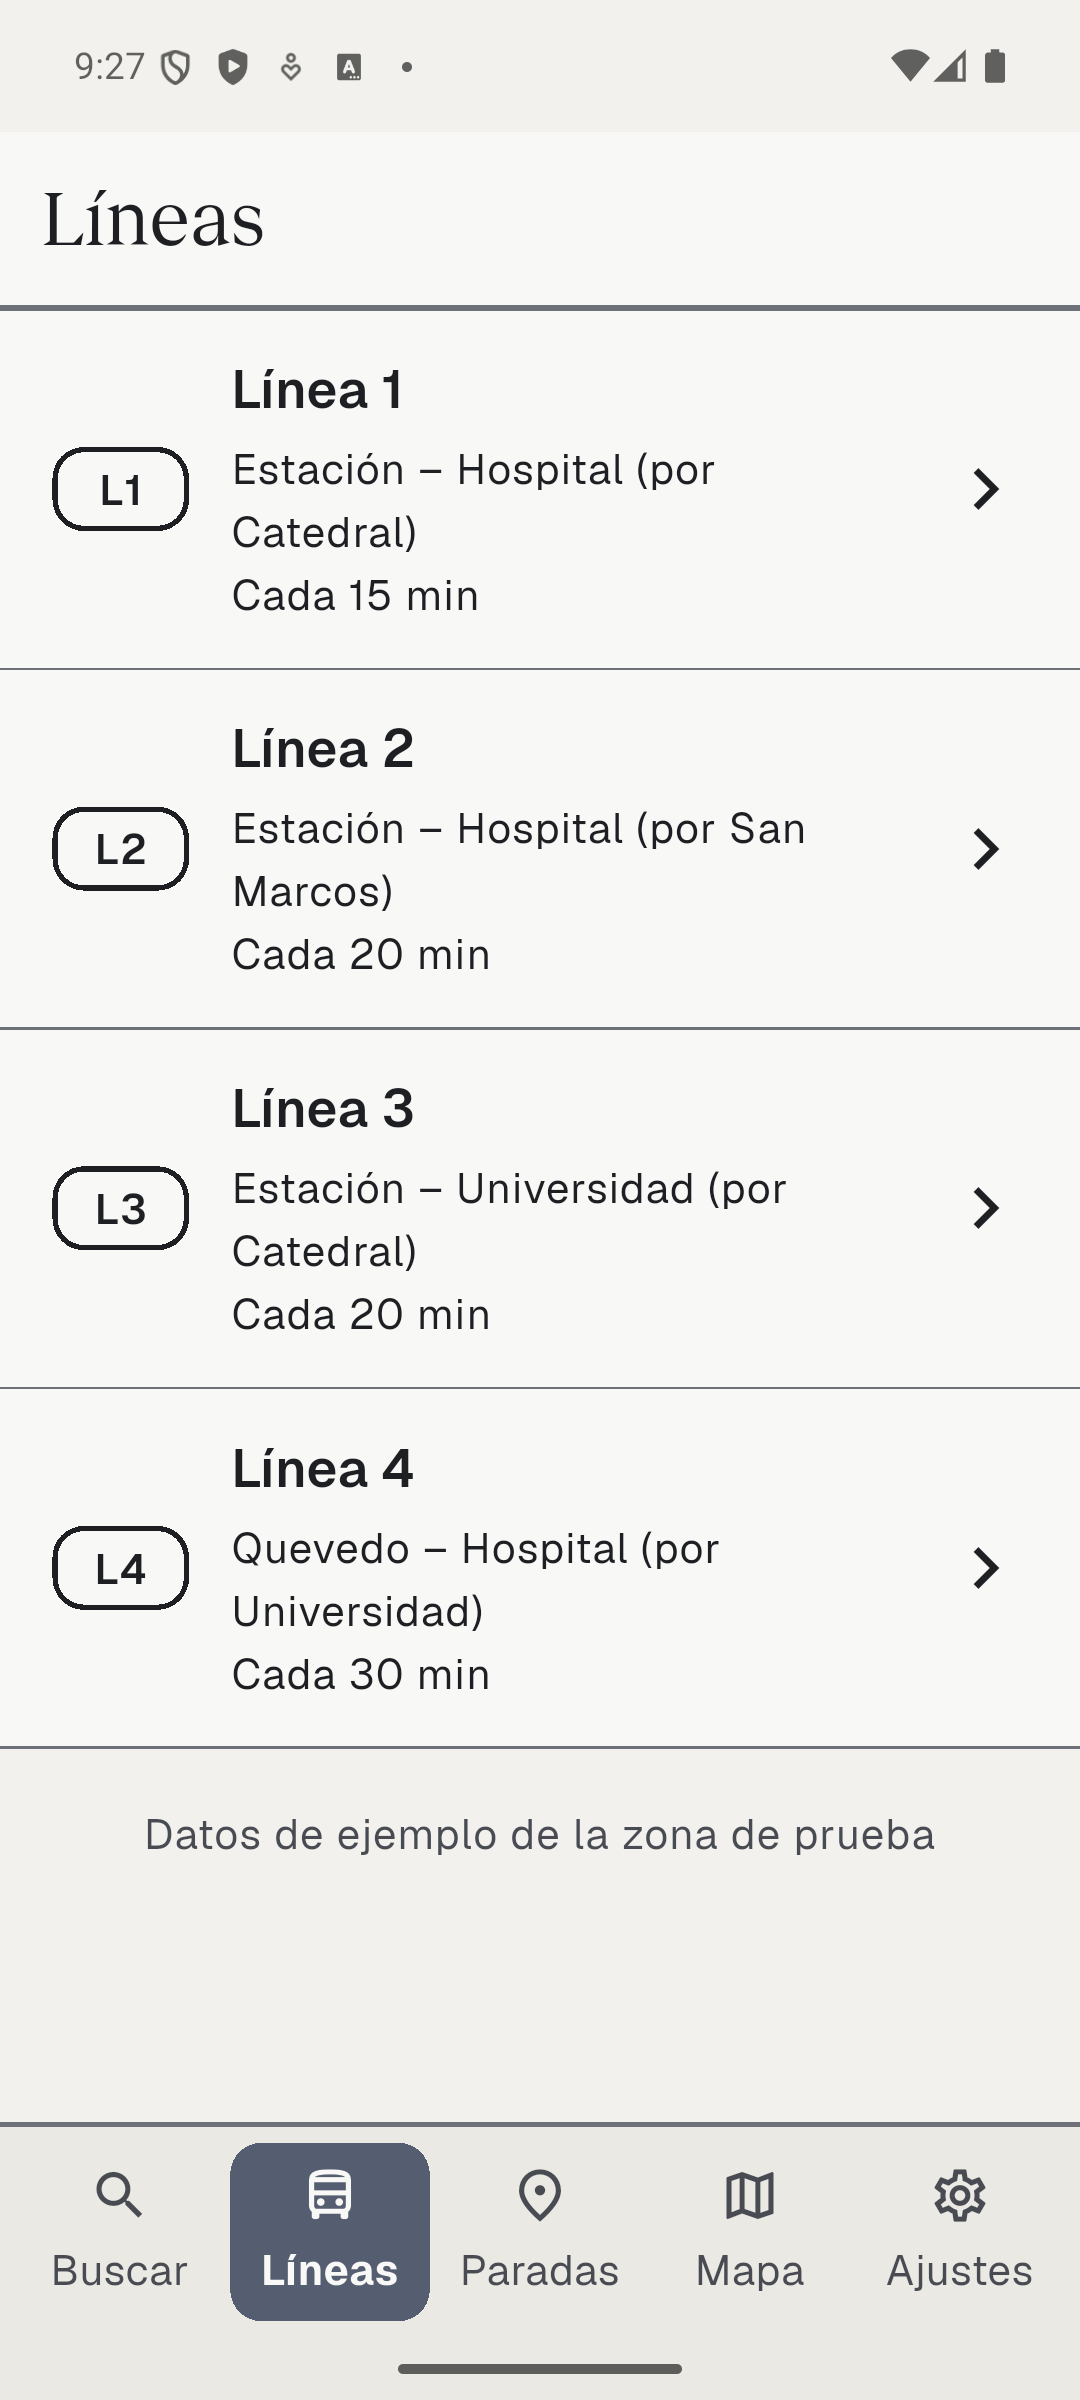 9:27
Líneas
Línea 1
L1
Estación – Hospital (por
Catedral)
Cada 15 min
Línea 2
L2
Estación – Hospital (por San
Marcos)
Cada 20 min
Línea 3
L3
Estación – Universidad (por
Catedral)
Cada 20 min
Línea 4
L4
Quevedo – Hospital (por
Universidad)
Cada 30 min
Datos de ejemplo de la zona de prueba
Buscar
Líneas
Paradas
Mapa
Ajustes